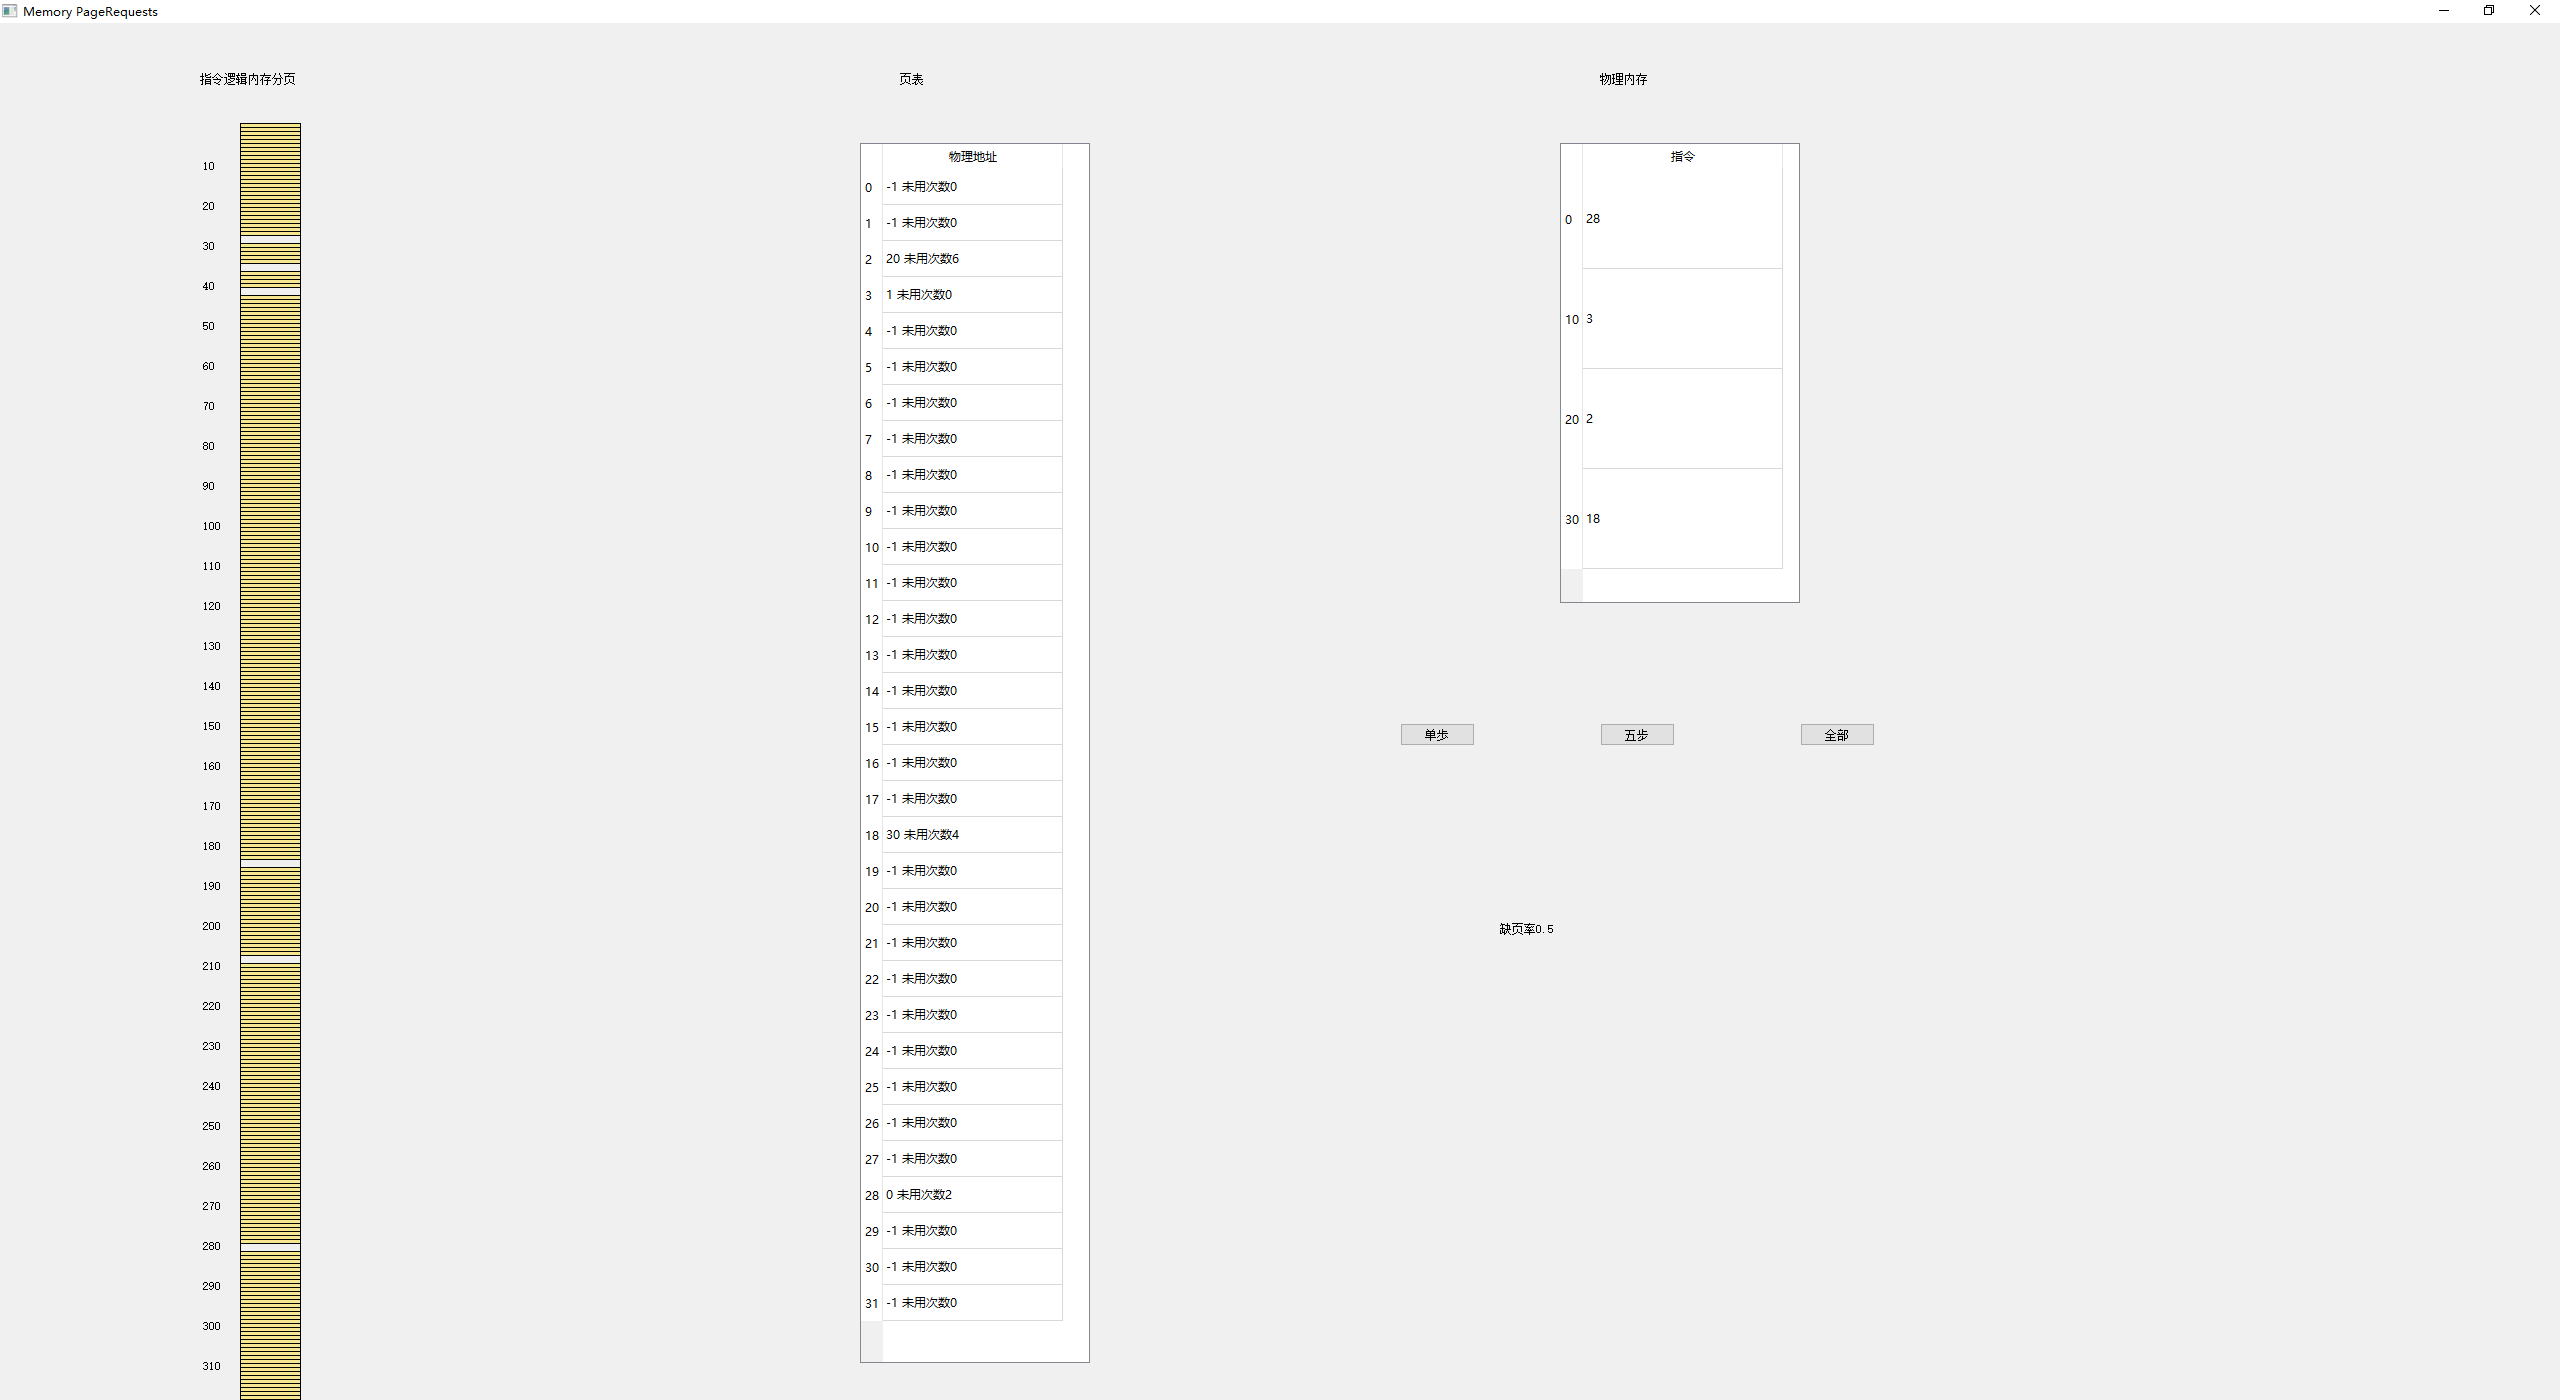 Memory PageRequests
指令逻辑内存分页
10
20
30
40
50
60
70
80
90
100
110
120
130
140
150
160
170
180
190
200
210
220
230
240
250
260
270
280
290
300
310
页表
物理地址
0 -1 未用次数0
1 -1 未用次数0
2 20 未用次数6
3 1 未用次数0
4 -1 未用次数0
5 -1 未用次数0
6 -1 未用次数0
7 -1 未用次数0
8 -1 未用次数0
9 -1 未用次数0
10 -1 未用次数0
11 -1 未用次数0
12 -1 未用次数0
13 -1 未用次数0
14 -1 未用次数0
15 -1 未用次数0
16 -1 未用次数0
17 -1 未用次数0
18 30 未用次数4
19 -1 未用次数0
20 -1 未用次数0
21 -1 未用次数0
22 -1 未用次数0
23 -1 未用次数0
24 -1 未用次数0
25 -1 未用次数0
26 -1 未用次数0
27 -1 未用次数0
28 0 未用次数2
29 -1 未用次数0
30 -1 未用次数0
31 -1 未用次数0
物理内存
指令
0 28
10 3
20 2
30 18
单步 五步 全部
缺页率0.5